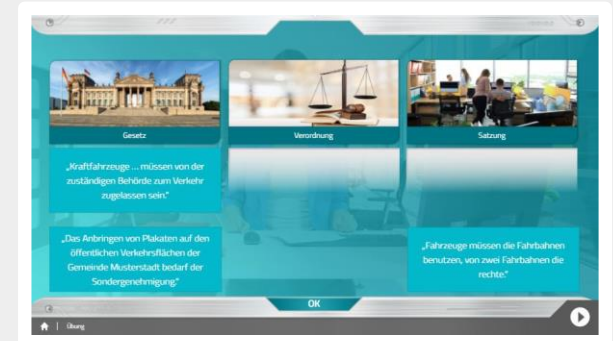 Gesetz
Verordnung
Satzung
„Kraftfahrzeuge … müssen von der
zuständigen Behörde zum Verkehr
zugelassen sein.“
„Das Anbringen von Plakaten auf den
öffentlichen Verkehrsflächen der
Gemeinde Musterstadt bedarf der
Sondergenehmigung.“
„Fahrzeuge müssen die Fahrbahnen
benutzen, von zwei Fahrbahnen die
rechte.“
OK
| Übung